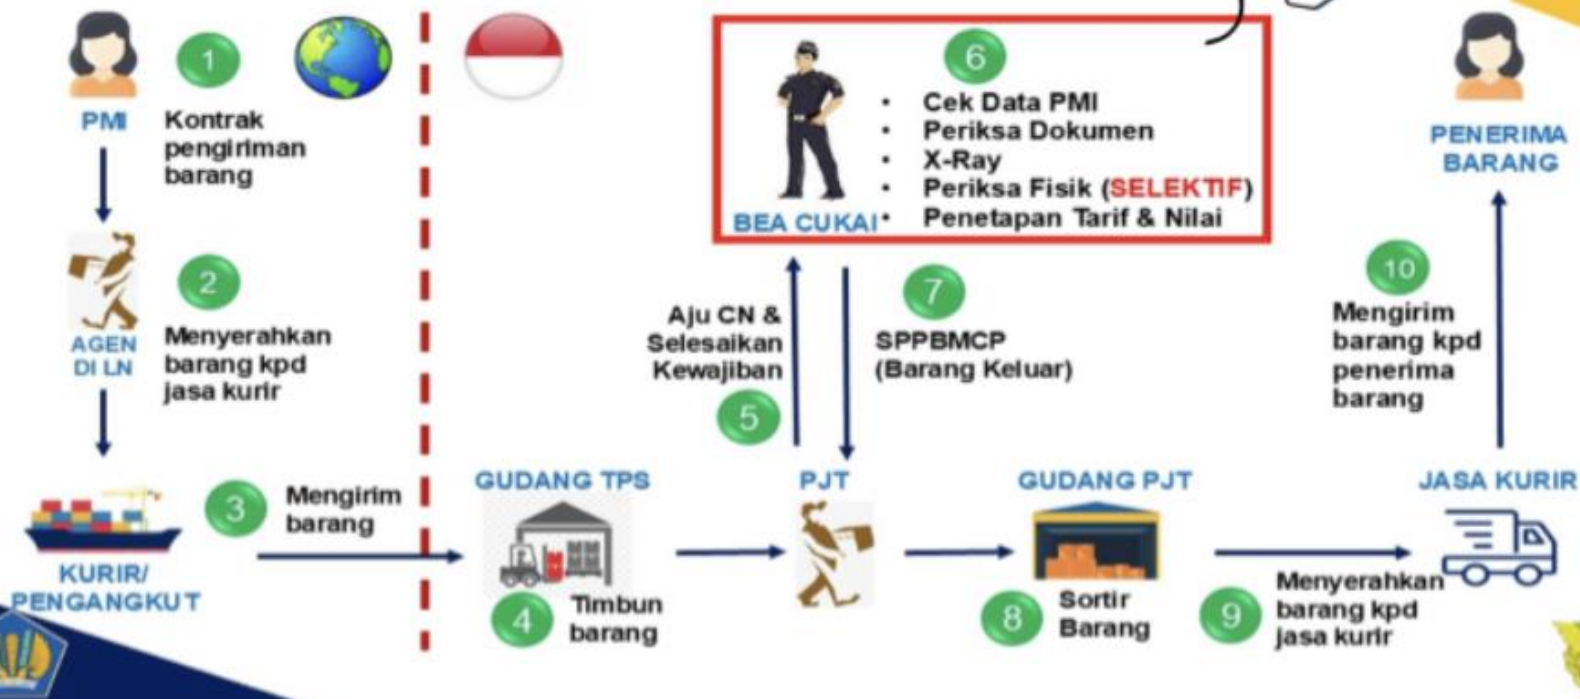 1
PMI
Kontrak
pengiriman
barang
2
AGEN
DI LN
Menyerahkan
barang kpd
jasa kurir
3
Mengirim
barang
KURIR/
PENGANGKUT
GUDANG TPS
4
Timbun
barang
Aju CN &
Selesaikan
Kewajiban
5
PJT
6
BEA CUKAI
• Cek Data PMI
• Periksa Dokumen
• X-Ray
• Periksa Fisik (SELEKTIF)
• Penetapan Tarif & Nilai
7
SPPBMCP
(Barang Keluar)
GUDANG PJT
8
Sortir
Barang
9
Menyerahkan
barang kpd
jasa kurir
JASA KURIR
10
Mengirim
barang kpd
penerima
barang
PENERIMA
BARANG